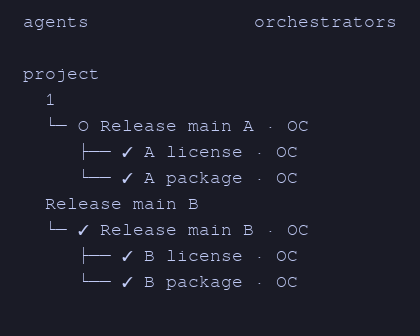 agents orchestrators
project
1
└─ O Release main A · OC
├── ✓ A license · OC
└── ✓ A package · OC
Release main B
└─ ✓ Release main B · OC
├── ✓ B license · OC
└── ✓ B package · OC